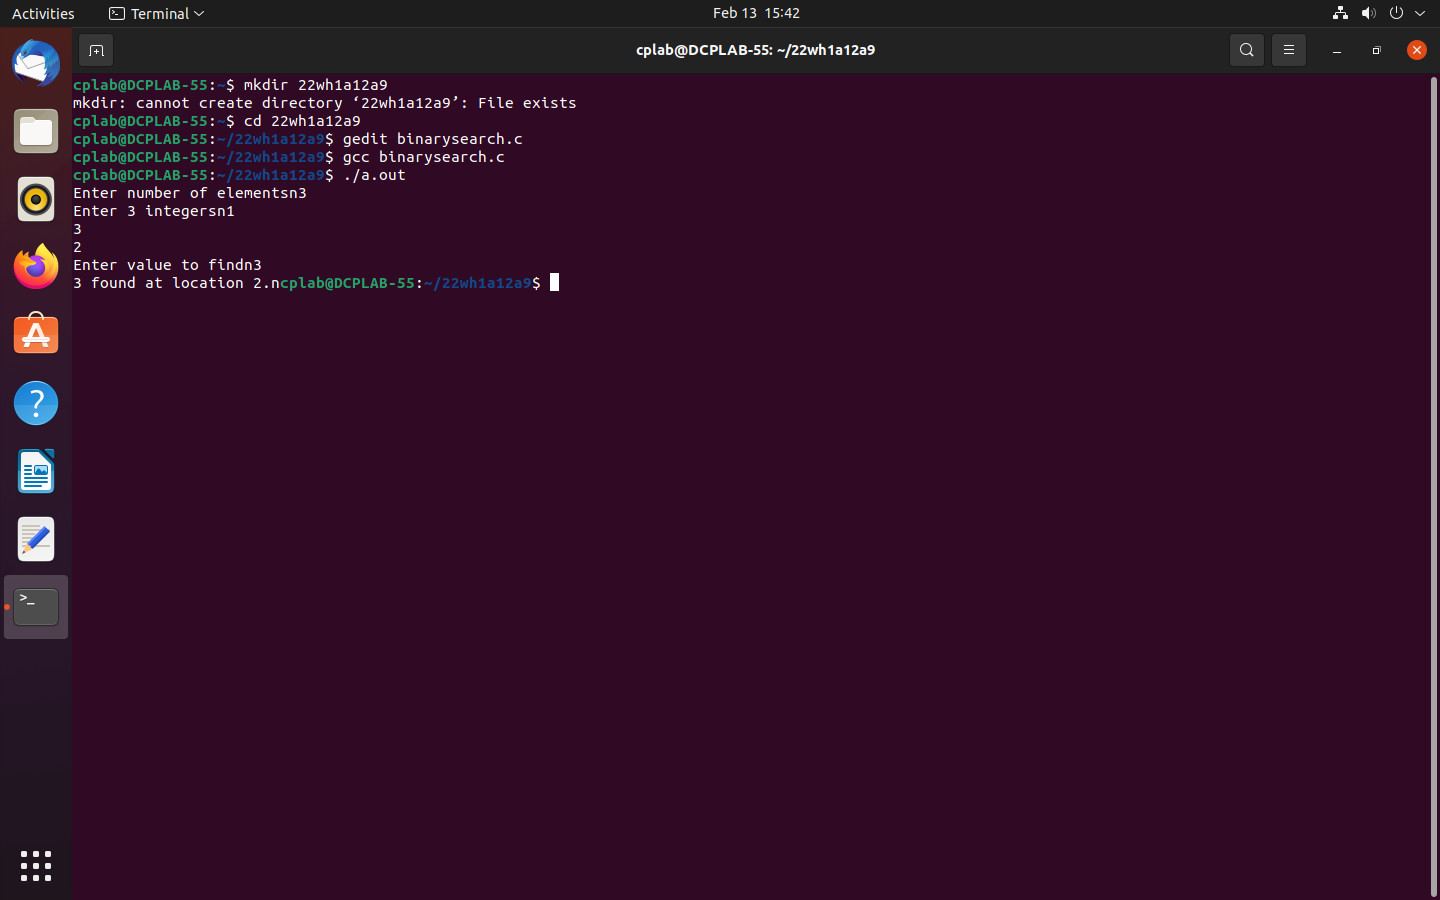 Activities Terminal Feb 13 15:42
cplab@DCPLAB-55: ~/22wh1a12a9
cplab@DCPLAB-55:~$ mkdir 22wh1a12a9
mkdir: cannot create directory ‘22wh1a12a9’: File exists
cplab@DCPLAB-55:~$ cd 22wh1a12a9
cplab@DCPLAB-55:~/22wh1a12a9$ gedit binarysearch.c
cplab@DCPLAB-55:~/22wh1a12a9$ gcc binarysearch.c
cplab@DCPLAB-55:~/22wh1a12a9$ ./a.out
Enter number of elementsn3
Enter 3 integersn1
3
2
Enter value to findn3
3 found at location 2.ncplab@DCPLAB-55:~/22wh1a12a9$